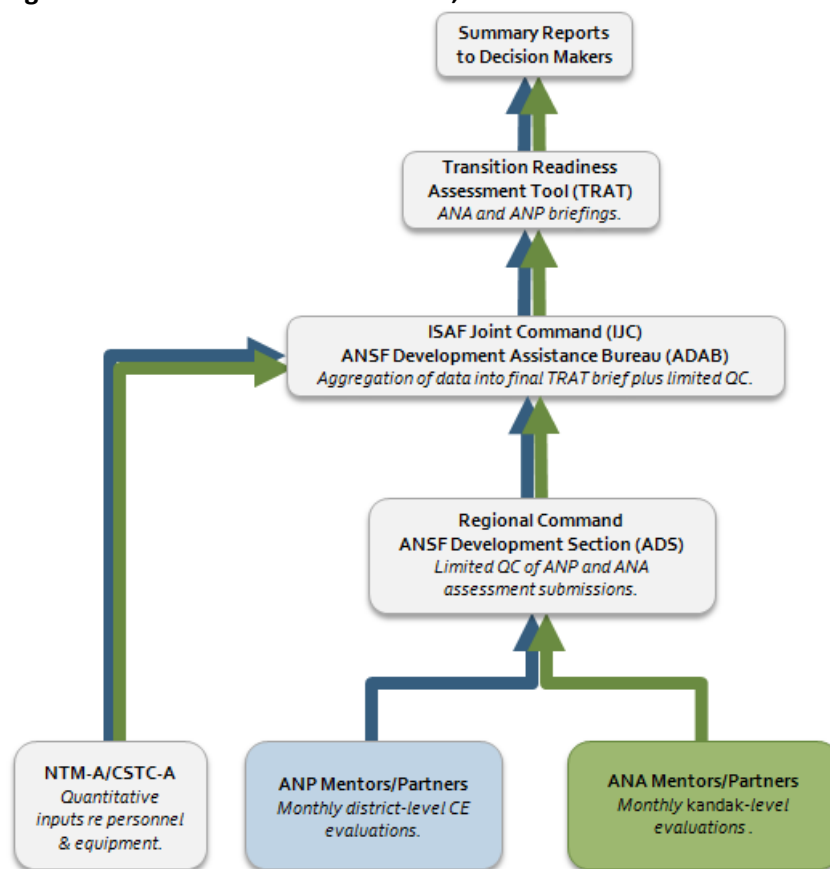 Summary Reports
to Decision Makers
Transition Readiness
Assessment Tool (TRAT)
ANA and ANP briefings.
ISAF Joint Command (IJC)
ANSF Development Assistance Bureau (ADAB)
Aggregation of data into final TRAT brief plus limited QC.
Regional Command
ANSF Development Section (ADS)
Limited QC of ANP and ANA
assessment submissions.
NTM-A/CSTC-A
Quantitative
inputs re personnel
& equipment.
ANP Mentors/Partners
Monthly district-level CE
evaluations.
ANA Mentors/Partners
Monthly kandak-level
evaluations .